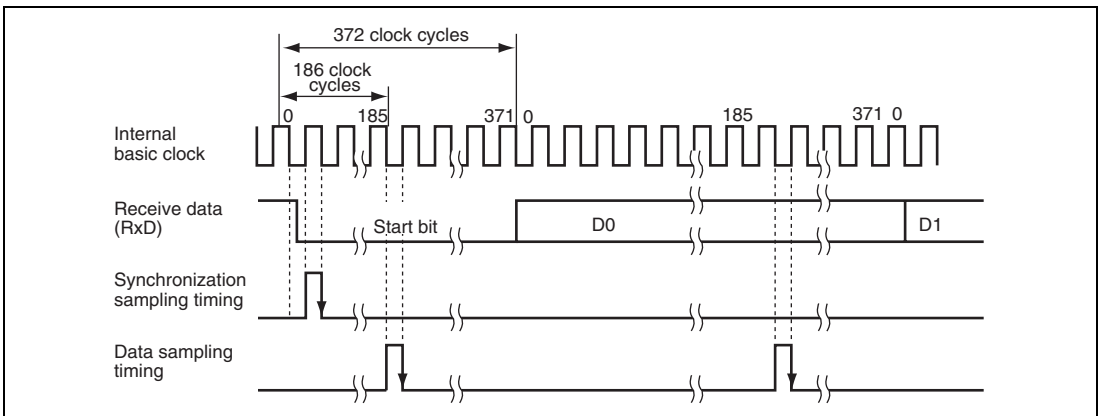 372 clock cycles
186 clock
cycles
0
185
371
0
185
371
0
Internal
basic clock
Receive data
(RxD)
Start bit
D0
D1
Synchronization
sampling timing
Data sampling
timing